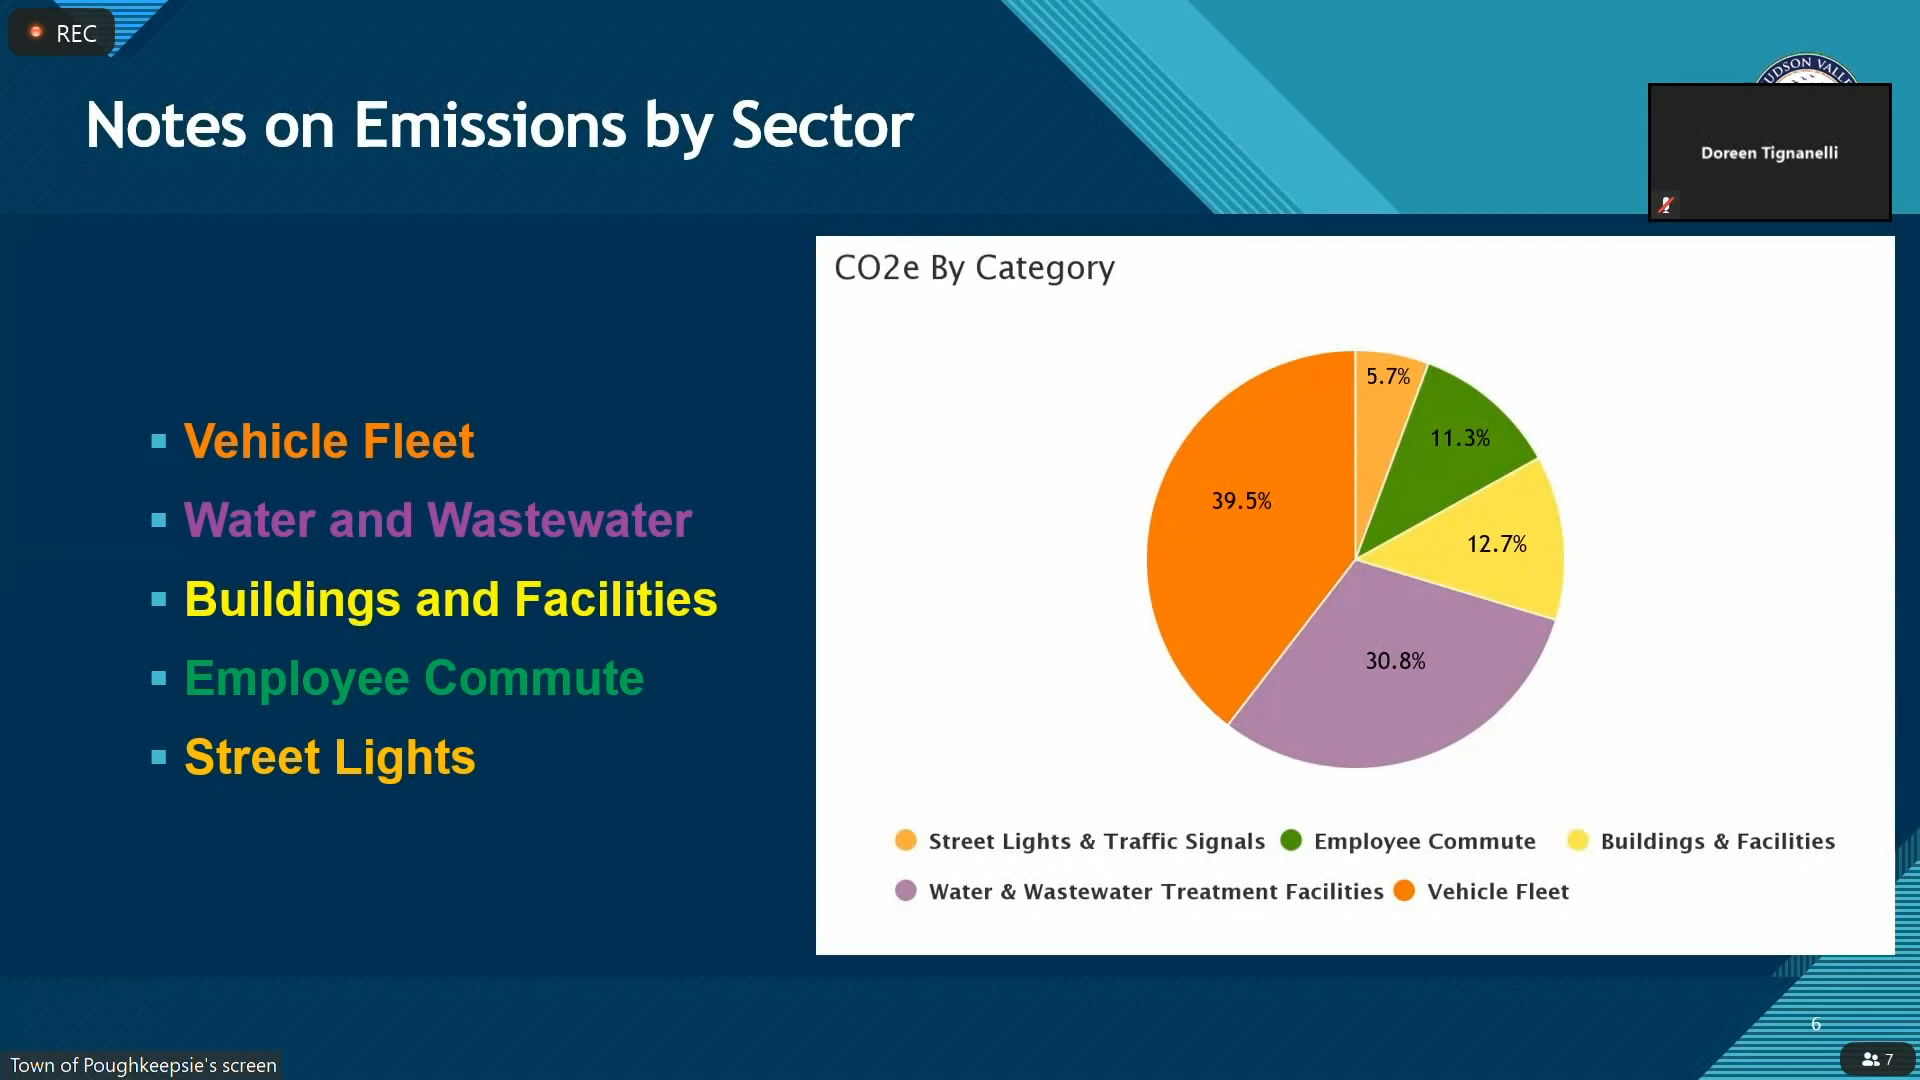 REC
Notes on Emissions by Sector
UDSON VALL
Doreen Tignanelli
Vehicle Fleet
Water and Wastewater
Buildings and Facilities
Employee Commute
Street Lights
CO2e By Category
5.7%
11.3%
39.5%
12.7%
30.8%
Street Lights & Traffic Signals Employee Commute Buildings & Facilities
Water & Wastewater Treatment Facilities Vehicle Fleet
6
Town of Poughkeepsie's screen
7